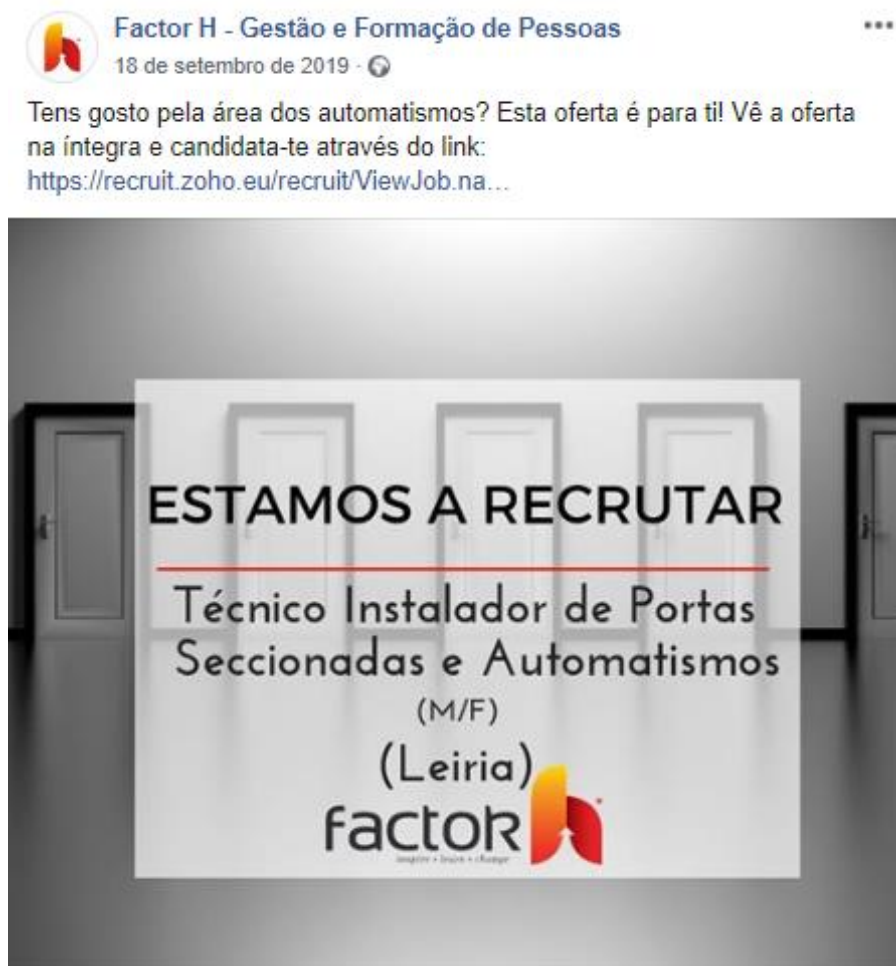 Factor H - Gestão e Formação de Pessoas
18 de setembro de 2019 ·
Tens gosto pela área dos automatismos? Esta oferta é para ti! Vê a oferta
na íntegra e candidata-te através do link:
https://recruit.zoho.eu/recruit/ViewJob.na…
ESTAMOS A RECRUTAR
Técnico Instalador de Portas
Seccionadas e Automatismos
(M/F)
(Leiria)
factor h